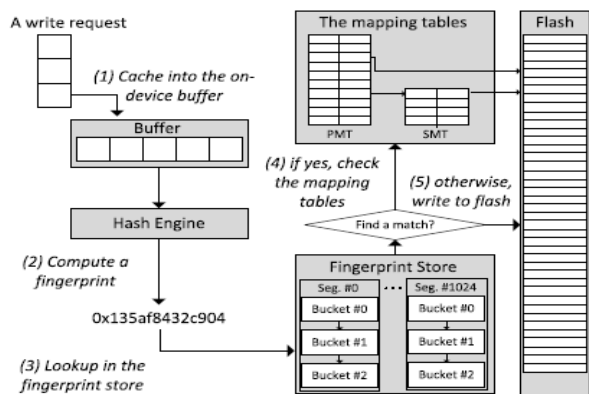 A write request
(1) Cache into the on-
device buffer
Buffer
Hash Engine
(2) Compute a
fingerprint
0x135af8432c904
(3) Lookup in the
fingerprint store
The mapping tables
PMT
SMT
(4) if yes, check
the mapping
tables
(5) otherwise,
write to flash
Find a match?
Fingerprint Store
Seg. #0
Bucket #0
Bucket #1
Bucket #2
...
Seg. #1024
Bucket #0
Bucket #1
Bucket #2
Flash